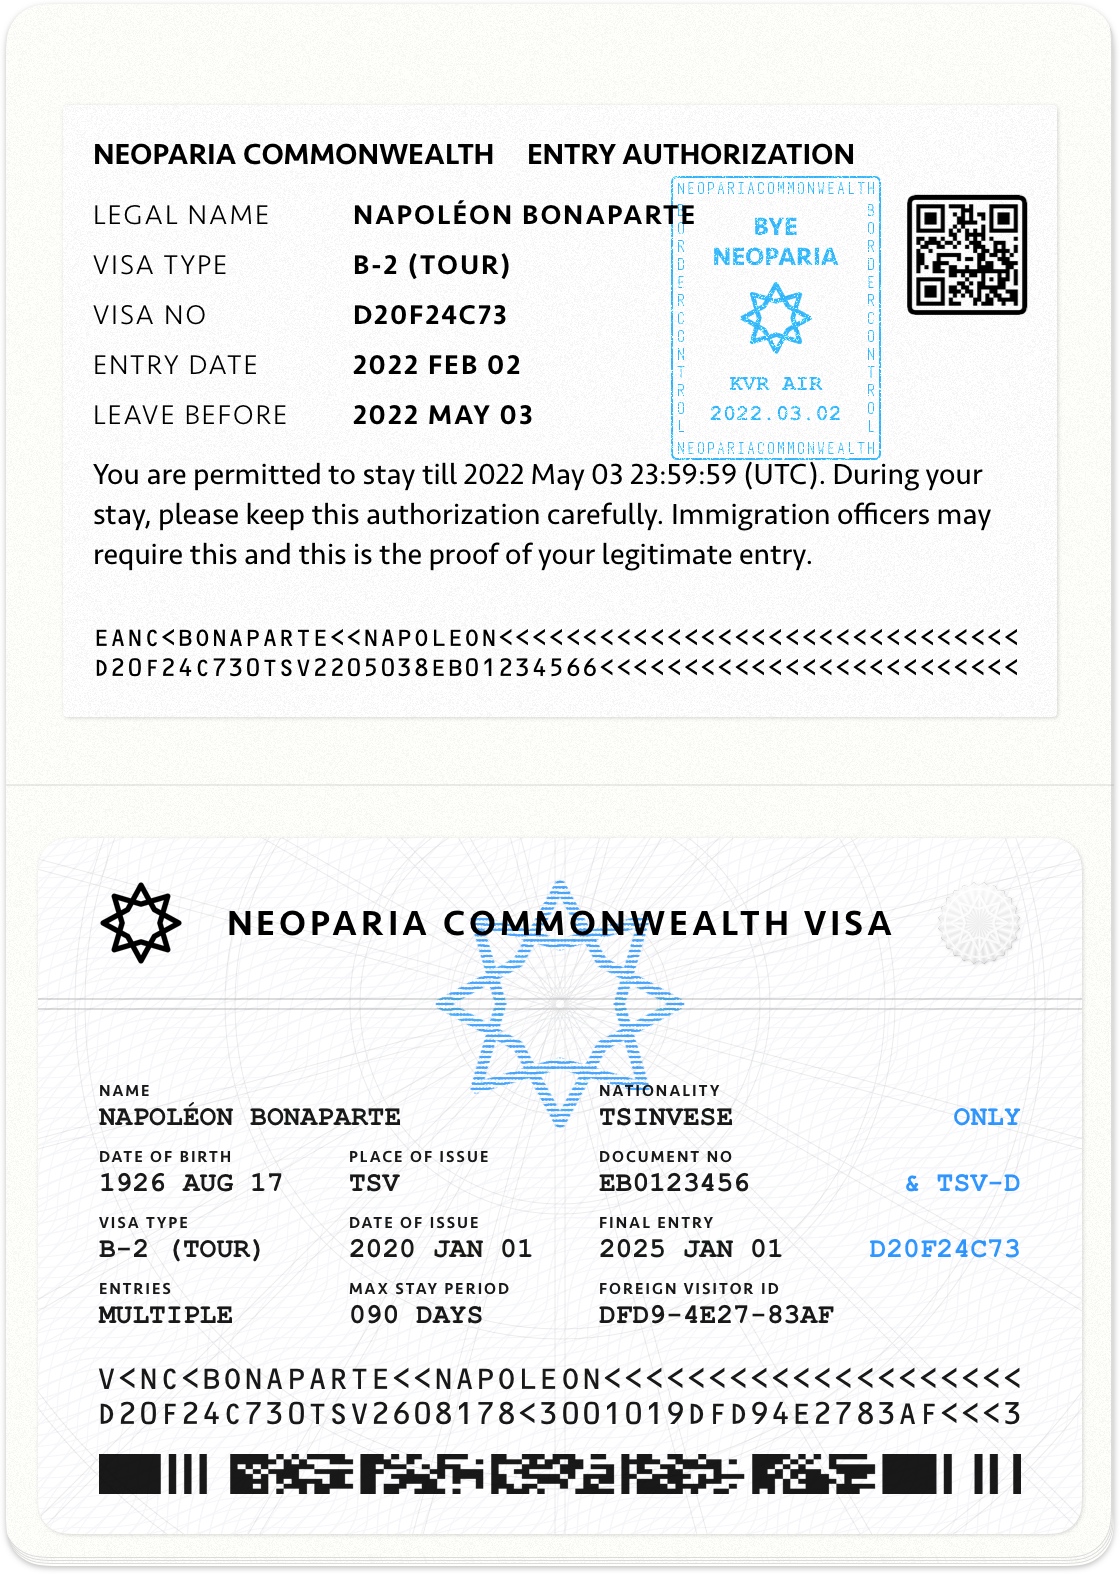 NEOPARIA COMMONWEALTH ENTRY AUTHORIZATION
LEGAL NAME NAPOLÉON BONAPARTE
VISA TYPE B-2 (TOUR)
VISA NO D20F24C73
ENTRY DATE 2022 FEB 02
LEAVE BEFORE 2022 MAY 03
NEOPARIACOMMONWEALTH
BORDERCONTROL
BYE
NEOPARIA
KVR AIR
2022.03.02
BORDERCONTROL
NEOPARIACOMMONWEALTH
You are permitted to stay till 2022 May 03 23:59:59 (UTC). During your
stay, please keep this authorization carefully. Immigration officers may
require this and this is the proof of your legitimate entry.
EANC<BONAPARTE<<NAPOLEON<<<<<<<<<<<<<<<<<<<<<<<<<<<<<<<
D20F24C730TSV2205038EB01234566<<<<<<<<<<<<<<<<<<<<<<<<<
NEOPARIA COMMONWEALTH VISA
NAME NATIONALITY
NAPOLÉON BONAPARTE TSINVESE ONLY
DATE OF BIRTH PLACE OF ISSUE DOCUMENT NO
1926 AUG 17 TSV EB0123456 & TSV-D
VISA TYPE DATE OF ISSUE FINAL ENTRY
B-2 (TOUR) 2020 JAN 01 2025 JAN 01 D20F24C73
ENTRIES MAX STAY PERIOD FOREIGN VISITOR ID
MULTIPLE 090 DAYS DFD9-4E27-83AF
V<NC<BONAPARTE<<NAPOLEON<<<<<<<<<<<<<<<<<<<<
D20F24C730TSV2608178<3001019DFD94E2783AF<<<3